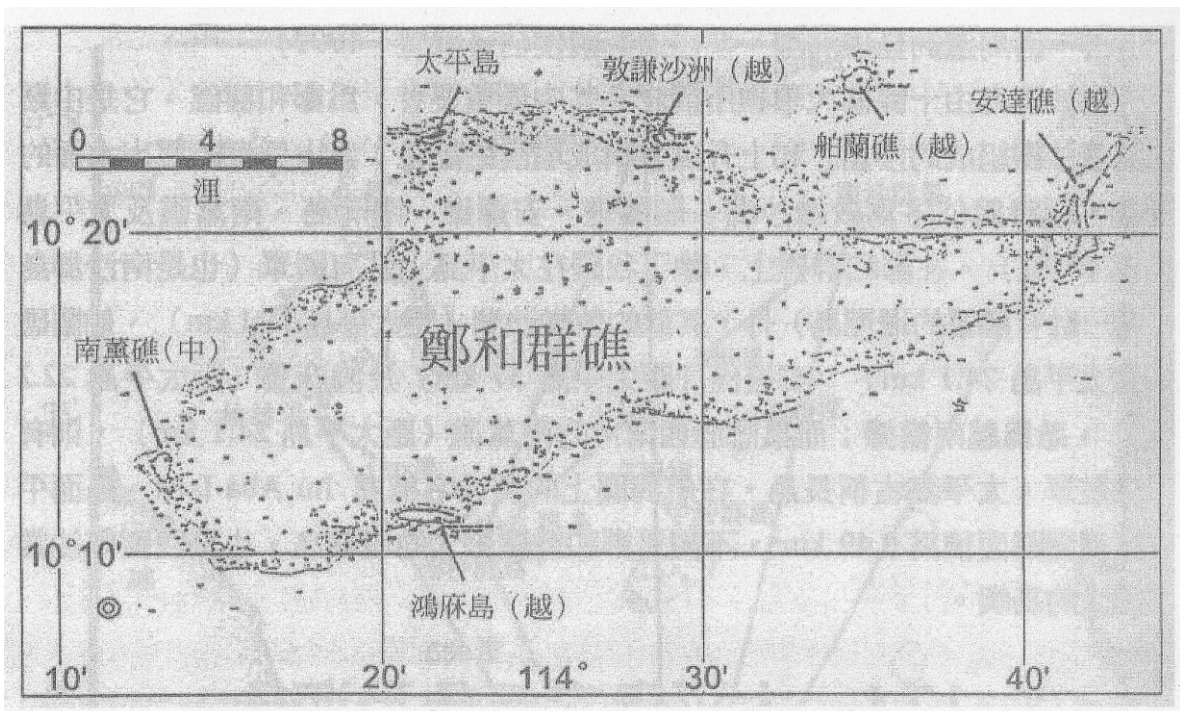 太平島
敦謙沙洲（越）
安達礁（越）
舶蘭礁（越）
0 4 8
浬
10°20'
鄭和群礁
南薰礁(中)
10°10'
鴻庥島（越）
10' 20' 114° 30' 40'